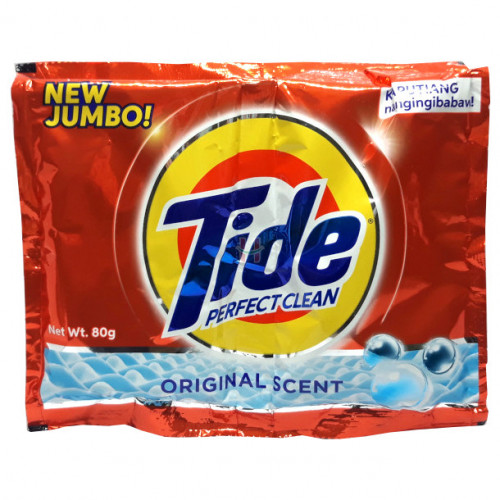 NEW
JUMBO!
KAPUTIANG
nangingibabaw!
Tide
®
PERFECT CLEAN
Net Wt. 80g
ORIGINAL SCENT